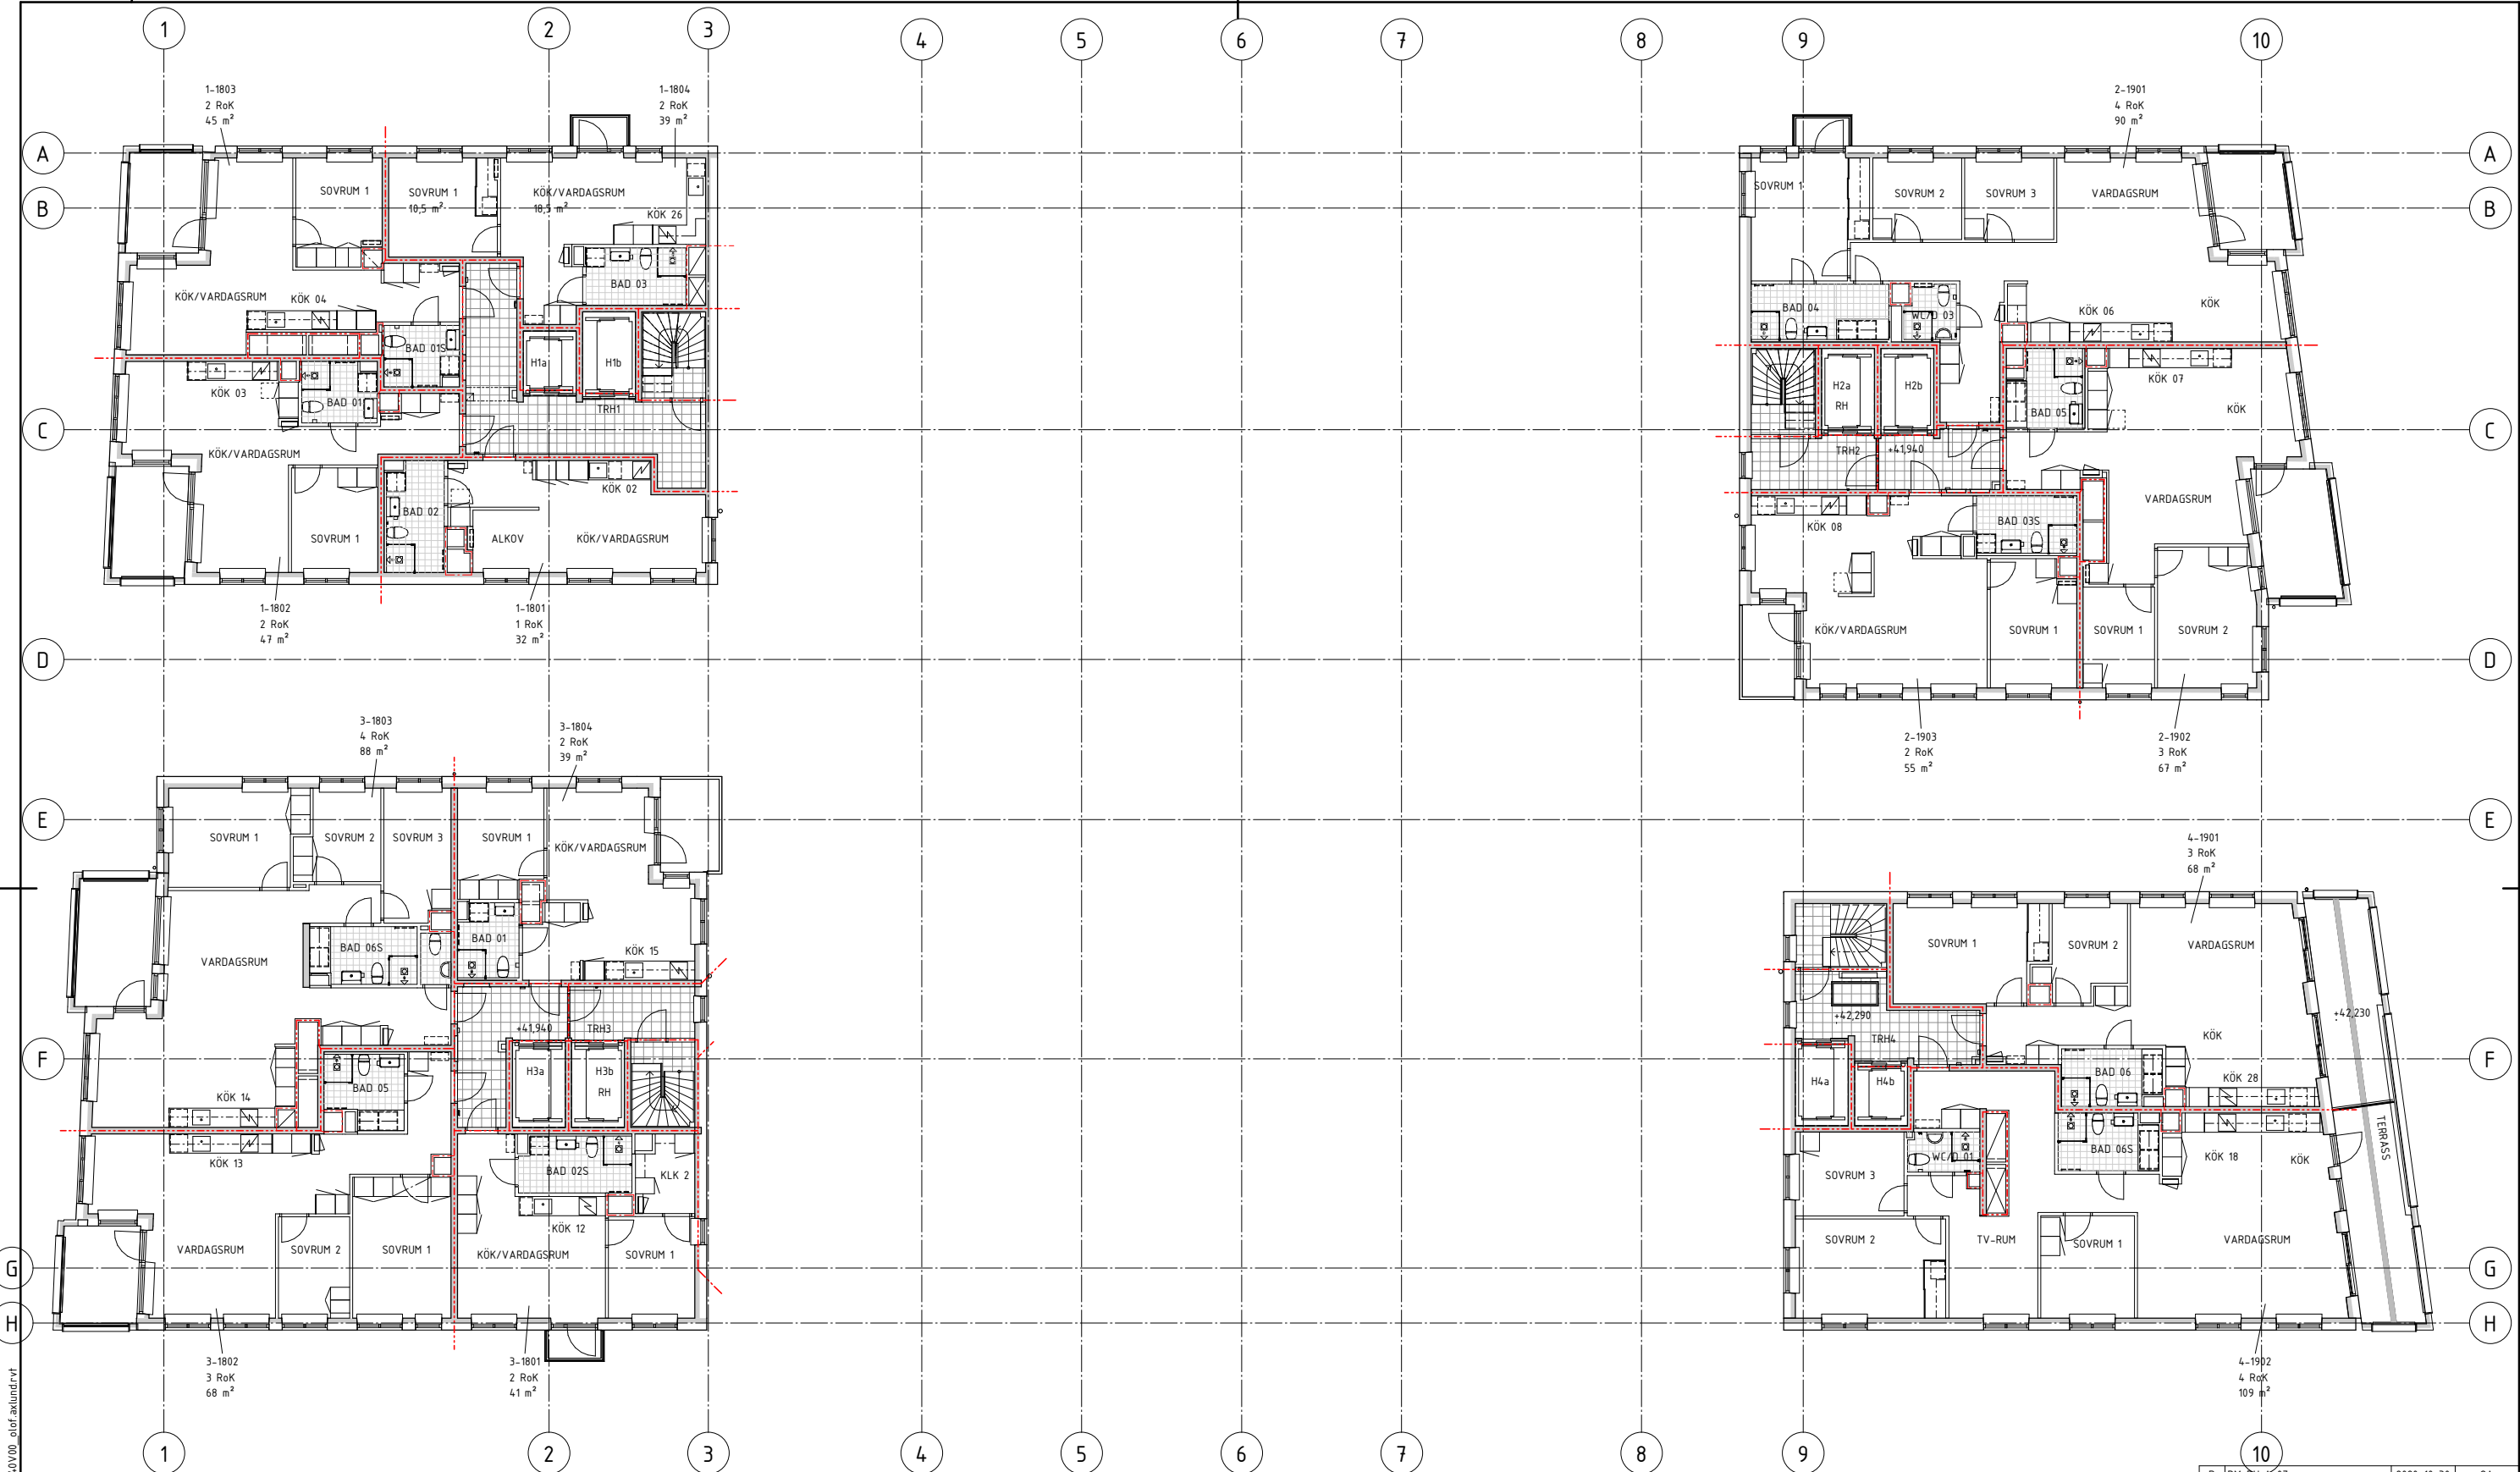 1
2
3
4
5
6
7
8
9
10
1-1803
2 RoK
45 m²
1-1804
2 RoK
39 m²
2-1901
4 RoK
90 m²
A
A
B
B
SOVRUM 1
SOVRUM 1
10,5 m²
KÖK/VARDAGSRUM
18,5 m²
KÖK 26
BAD 03
KÖK/VARDAGSRUM
KÖK 04
BAD 01S
H1a
H1b
KÖK 03
BAD 01
TRH1
C
C
KÖK/VARDAGSRUM
KÖK 02
BAD 02
SOVRUM 1
ALKOV
KÖK/VARDAGSRUM
1-1802
2 RoK
47 m²
1-1801
1 RoK
32 m²
SOVRUM 1
SOVRUM 2
SOVRUM 3
VARDAGSRUM
BAD 04
WC/D 03
KÖK 06
KÖK
H2a
RH
H2b
KÖK 07
BAD 05
KÖK
TRH2
+41,940
VARDAGSRUM
KÖK 08
BAD 03S
KÖK/VARDAGSRUM
SOVRUM 1
SOVRUM 1
SOVRUM 2
D
D
2-1903
2 RoK
55 m²
2-1902
3 RoK
67 m²
3-1803
4 RoK
88 m²
3-1804
2 RoK
39 m²
E
E
SOVRUM 1
SOVRUM 2
SOVRUM 3
SOVRUM 1
KÖK/VARDAGSRUM
BAD 06S
BAD 01
VARDAGSRUM
KÖK 15
+41,940
TRH3
F
F
H3a
H3b
RH
BAD 05
KÖK 14
KÖK 13
BAD 02S
KLK 2
KÖK 12
VARDAGSRUM
SOVRUM 2
SOVRUM 1
KÖK/VARDAGSRUM
SOVRUM 1
G
G
H
H
3-1802
3 RoK
68 m²
3-1801
2 RoK
41 m²
4-1901
3 RoK
68 m²
SOVRUM 1
SOVRUM 2
VARDAGSRUM
+42,290
+42,230
TRH4
KÖK
H4a
H4b
BAD 06
KÖK 28
TERRASS
WC/D 01
BAD 06S
KÖK 18
KÖK
SOVRUM 3
SOVRUM 2
TV-RUM
SOVRUM 1
VARDAGSRUM
4-1902
4 RoK
109 m²
1
2
3
4
5
6
7
8
9
10